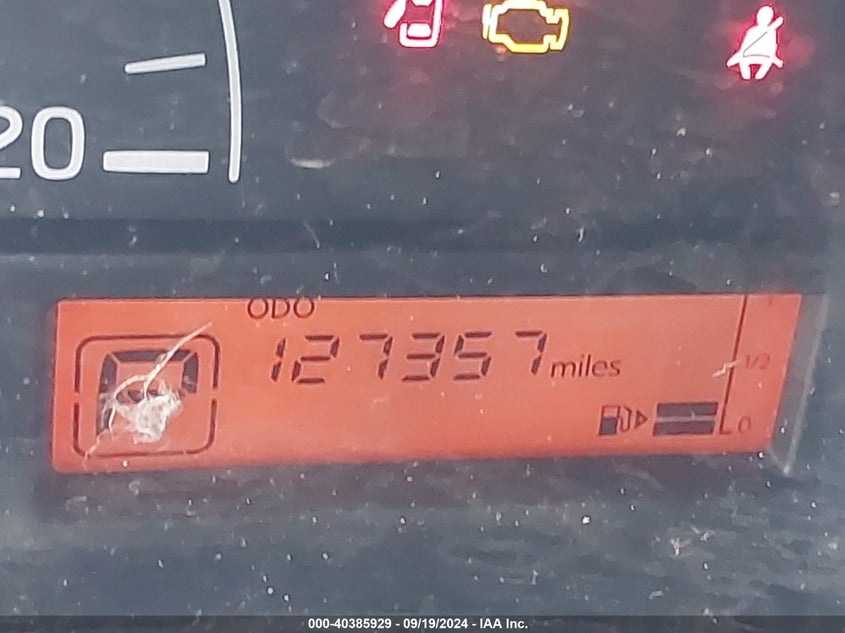 20
ODO
127357 miles
P
1/2
0
000-40385929 - 09/19/2024 - IAA Inc.